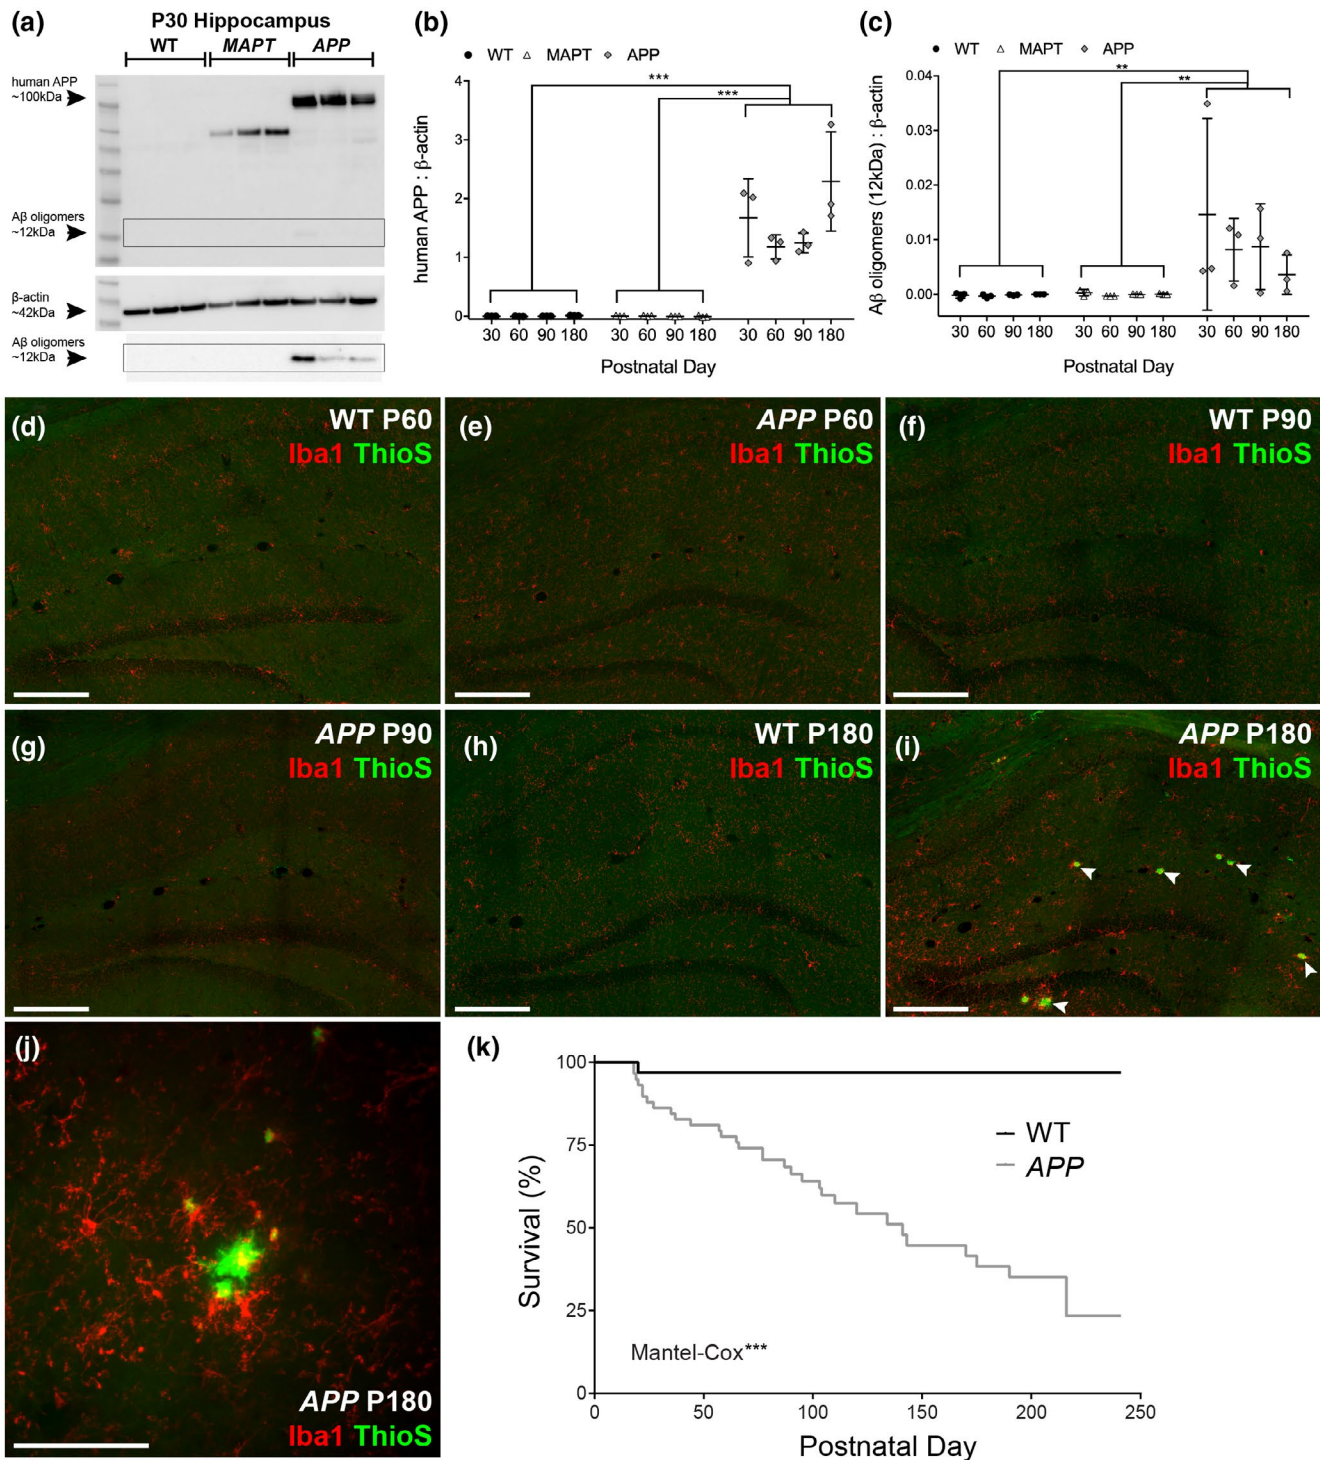 (a)
P30 Hippocampus
WT MAPT APP
human APP
~100kDa
Aβ oligomers
~12kDa
β-actin
~42kDa
Aβ oligomers
~12kDa
(b)
WT MAPT APP
***
***
human APP : β-actin
4
3
2
1
0
30 60 90 180 30 60 90 180 30 60 90 180
Postnatal Day
(c)
WT MAPT APP
**
**
Aβ oligomers (12kDa) : β-actin
0.04
0.03
0.02
0.01
0.00
30 60 90 180 30 60 90 180 30 60 90 180
Postnatal Day
(d)
WT P60
Iba1 ThioS
(e)
APP P60
Iba1 ThioS
(f)
WT P90
Iba1 ThioS
(g)
APP P90
Iba1 ThioS
(h)
WT P180
Iba1 ThioS
(i)
APP P180
Iba1 ThioS
(j)
APP P180
Iba1 ThioS
(k)
Survival (%)
100
75
50
25
0
WT
APP
Mantel-Cox***
0 50 100 150 200 250
Postnatal Day